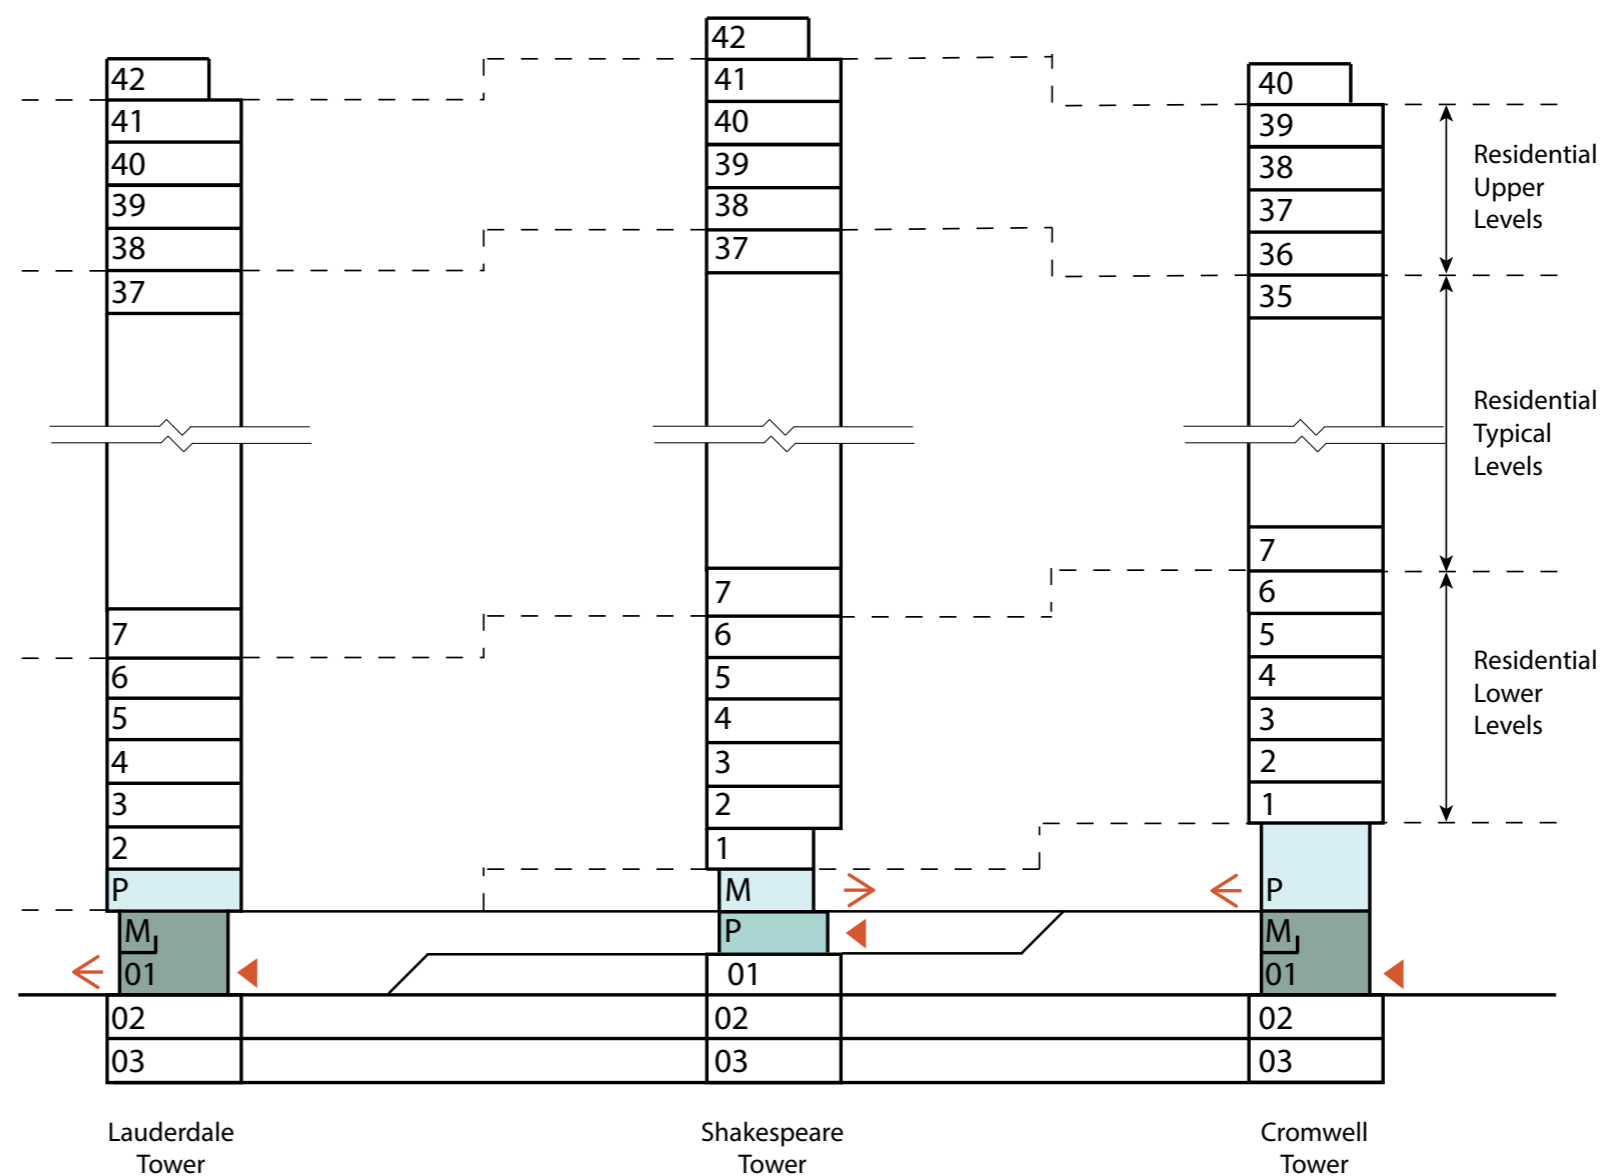 42
41
40
39
38
37
7
6
5
4
3
2
P
M
01
02
03
Lauderdale
Tower
42
41
40
39
38
37
7
6
5
4
3
2
1
M
P
01
02
03
Shakespeare
Tower
40
39
38
37
36
35
7
6
5
4
3
2
1
P
M
01
02
03
Cromwell
Tower
Residential
Upper
Levels
Residential
Typical
Levels
Residential
Lower
Levels